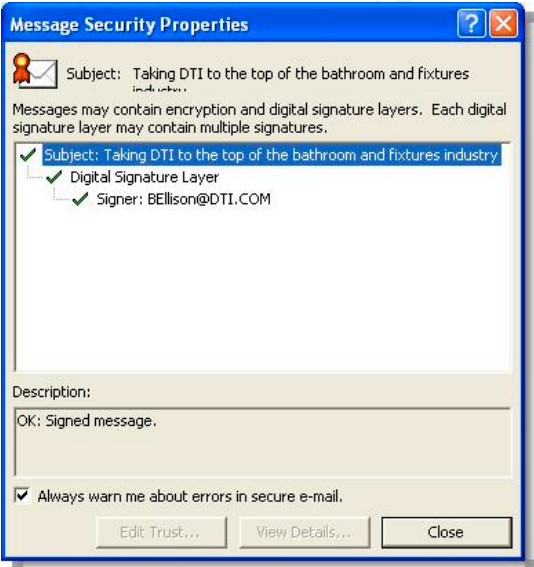 Message Security Properties
Subject: Taking DTI to the top of the bathroom and fixtures
industry
Messages may contain encryption and digital signature layers. Each digital
signature layer may contain multiple signatures.
Subject: Taking DTI to the top of the bathroom and fixtures industry
Digital Signature Layer
Signer: BEllison@DTI.COM
Description:
OK: Signed message.
Always warn me about errors in secure e-mail.
Edit Trust... View Details... Close